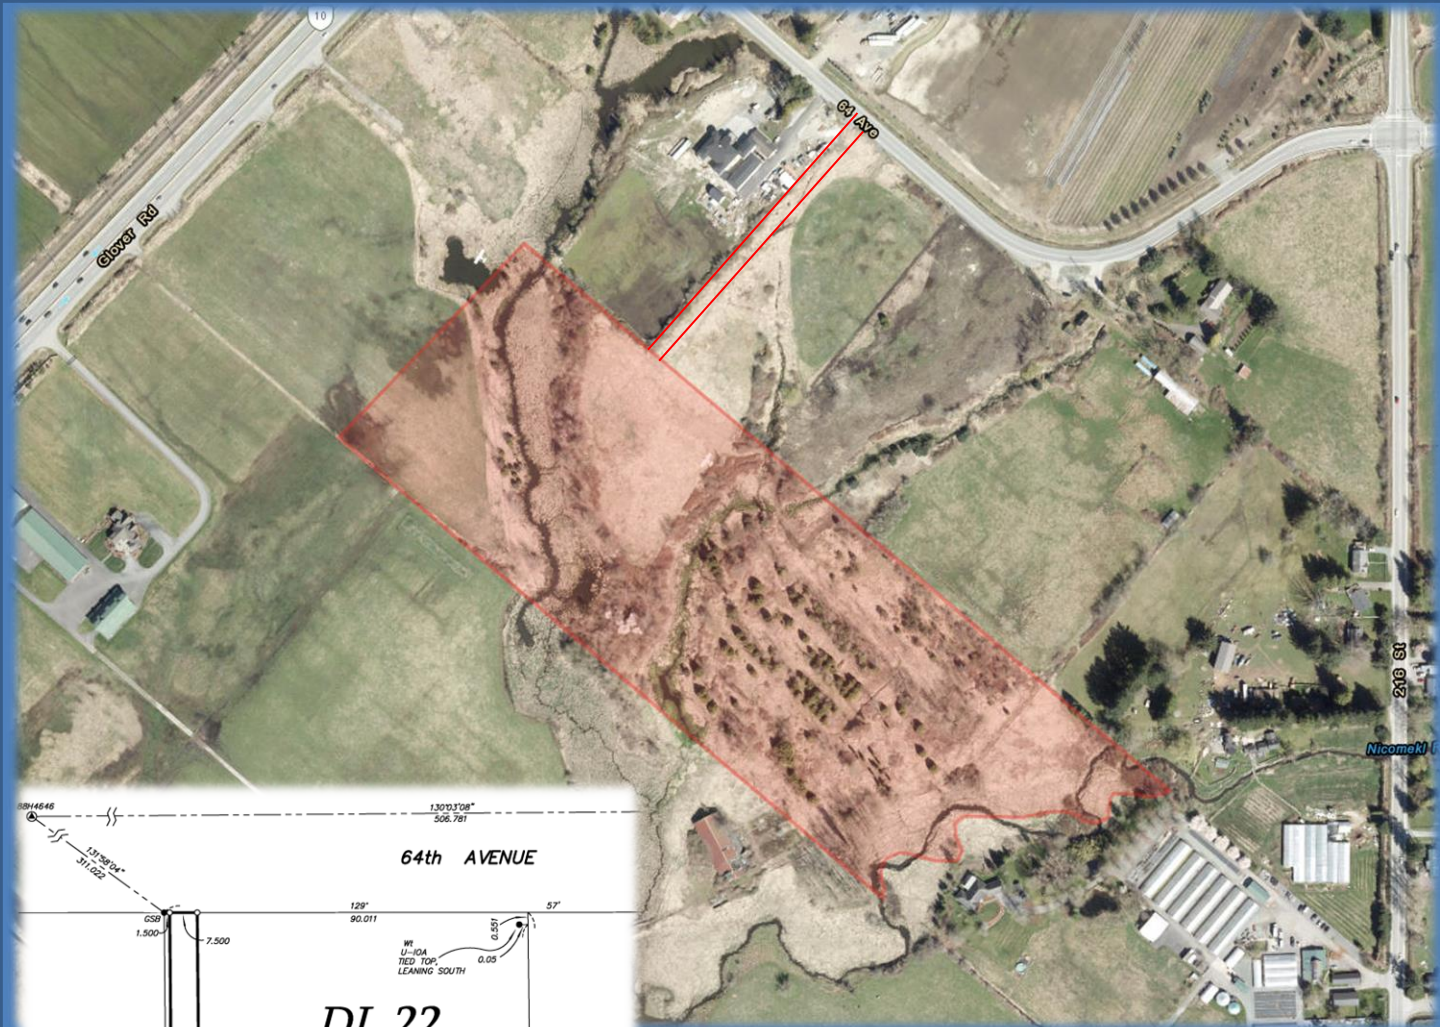 10
64 Ave
Glover Rd
216 St
Nicomekl
88H4646
130°03'08"
506.781
131°58'04"
311.022
64th AVENUE
GSB
1.500
7.500
129'
90.011
57'
0.551
Wt
U-IOA
TIED TOP,
LEANING SOUTH
0.05
DL 22